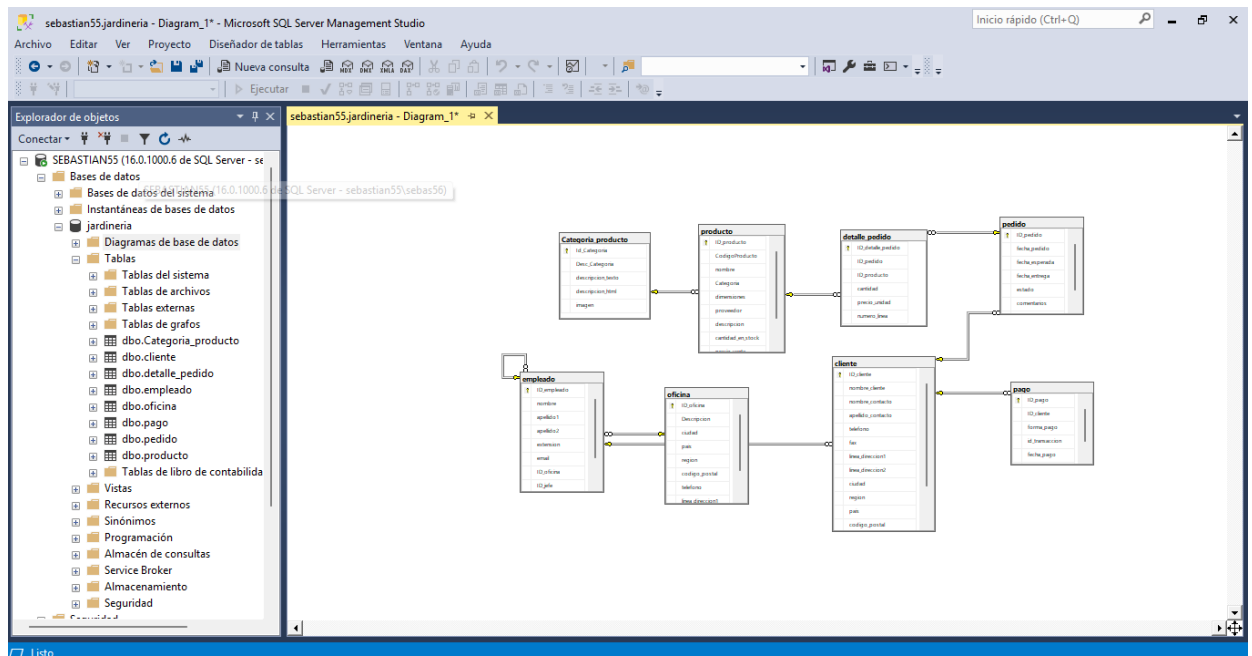 sebastian55.jardineria - Diagram_1* - Microsoft SQL Server Management Studio
Inicio rápido (Ctrl+Q)
Archivo Editar Ver Proyecto Diseñador de tablas Herramientas Ventana Ayuda
Nueva consulta
MDX DMX XMLA DAX
Ejecutar
Explorador de objetos
sebastian55.jardineria - Diagram_1*
Conectar
SEBASTIAN55 (16.0.1000.6 de SQL Server - se
Bases de datos
Bases de datos del sistema
SEBASTIAN55 (16.0.1000.6 de SQL Server - sebastian55\sebas56)
Instantáneas de bases de datos
jardineria
Diagramas de base de datos
Tablas
Tablas del sistema
Tablas de archivos
Tablas externas
Tablas de grafos
dbo.Categoria_producto
dbo.cliente
dbo.detalle_pedido
dbo.empleado
dbo.oficina
dbo.pago
dbo.pedido
dbo.producto
Tablas de libro de contabilida
Vistas
Recursos externos
Sinónimos
Programación
Almacén de consultas
Service Broker
Almacenamiento
Seguridad
Categoria_producto
Id_Categoria
Desc_Categoria
descripcion_texto
descripcion_html
imagen
producto
ID_producto
CodigoProducto
nombre
Categoria
dimensiones
proveedor
descripcion
cantidad_en_stock
detalle_pedido
ID_detalle_pedido
ID_pedido
ID_producto
cantidad
precio_unidad
numero_linea
pedido
ID_pedido
fecha_pedido
fecha_esperada
fecha_entrega
estado
comentarios
empleado
ID_empleado
nombre
apellido1
apellido2
extension
email
ID_oficina
ID_jefe
oficina
ID_oficina
Descripcion
ciudad
pais
region
codigo_postal
telefono
linea_direccion1
cliente
ID_cliente
nombre_cliente
nombre_contacto
apellido_contacto
telefono
fax
linea_direccion1
linea_direccion2
ciudad
region
pais
codigo_postal
pago
ID_pago
ID_cliente
forma_pago
id_transaccion
fecha_pago
Listo